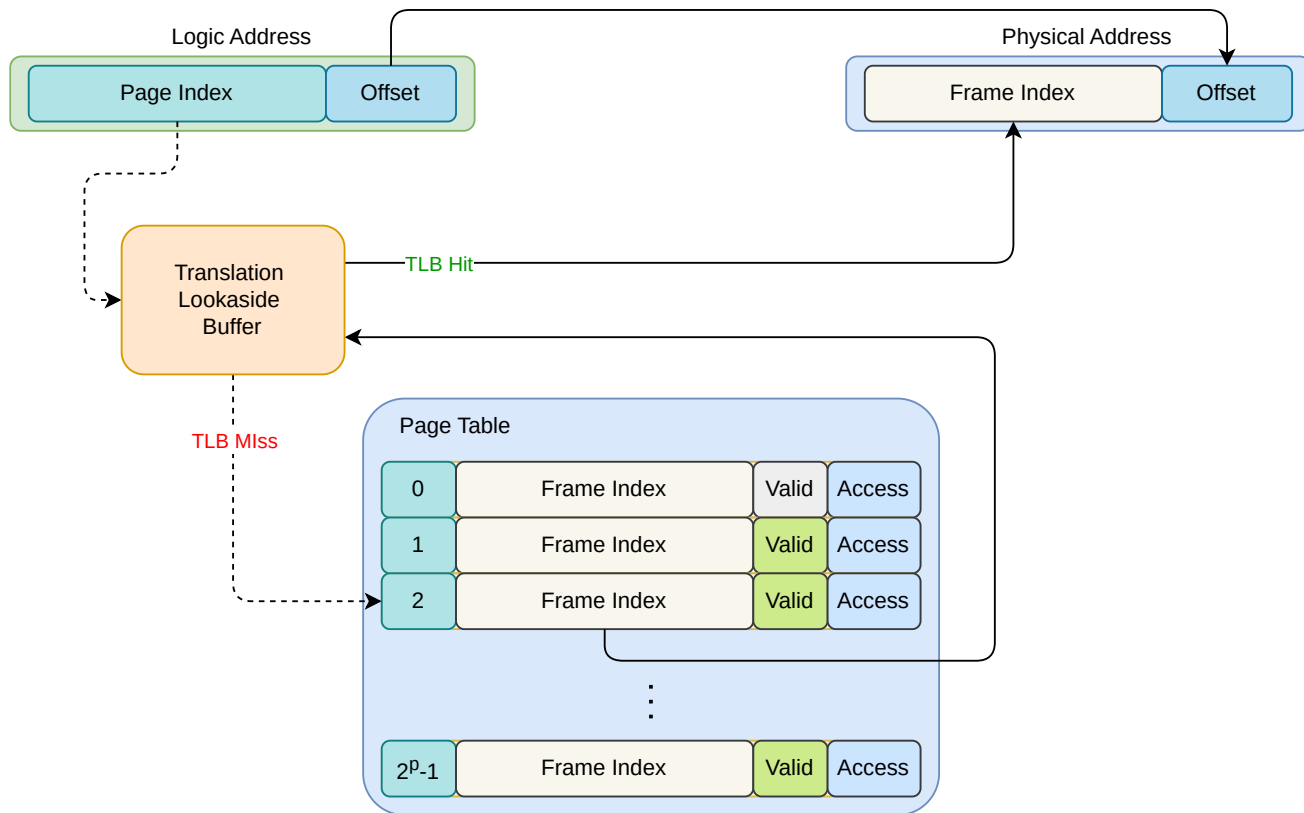 Logic Address
Physical Address
Page Index Offset
Frame Index Offset
Translation
Lookaside
Buffer
TLB Hit
TLB MIss
Page Table
0 Frame Index Valid Access
1 Frame Index Valid Access
2 Frame Index Valid Access
⋮
2ᵖ-1 Frame Index Valid Access